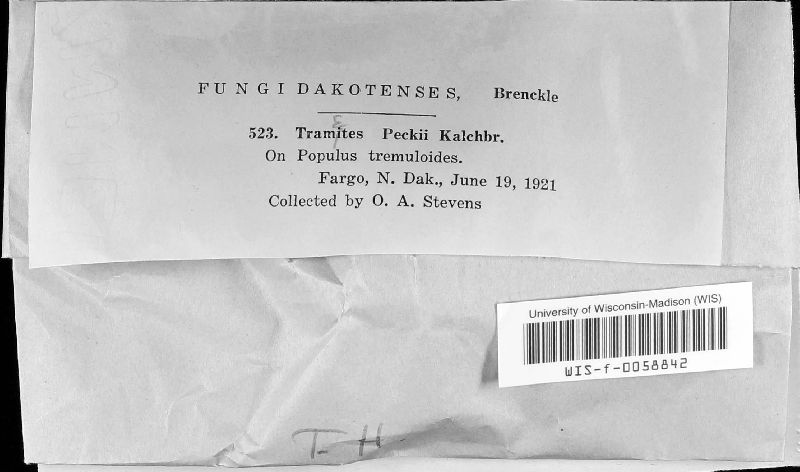 FUNGI DAKOTENSES, Brenckle
523. Tramites Peckii Kalchbr.
On Populus tremuloides.
Fargo, N. Dak., June 19, 1921
Collected by O. A. Stevens
University of Wisconsin-Madison (WIS)
WIS-f-0058842
T-H